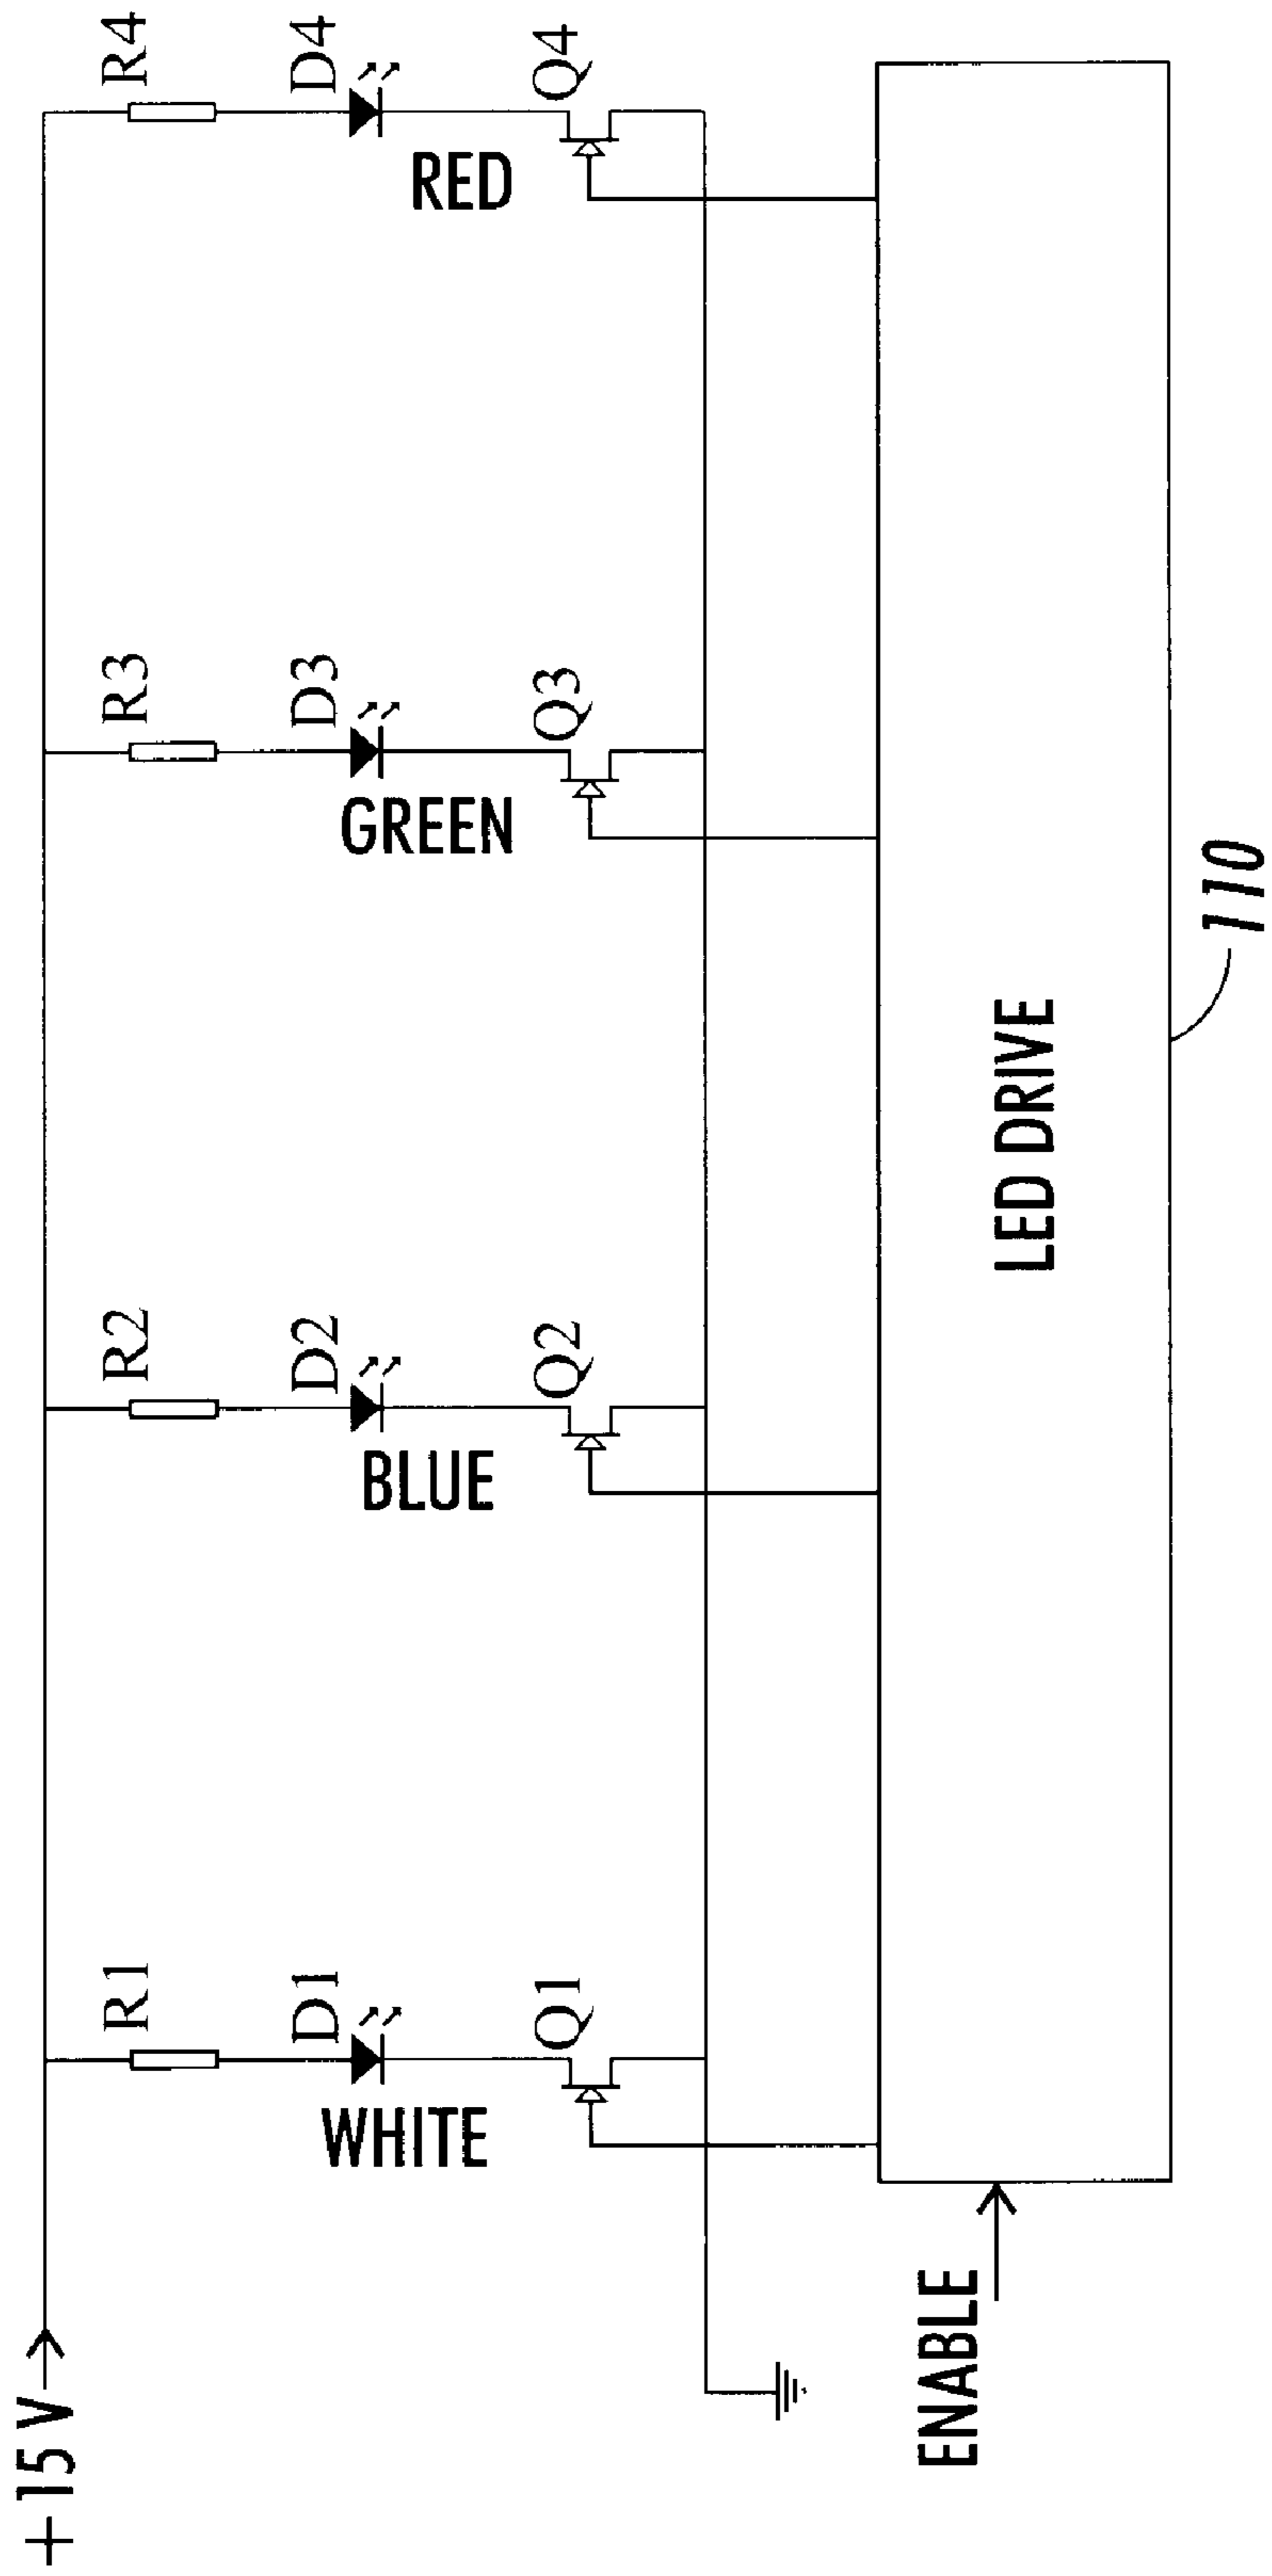 +15 V
R1
R2
R3
R4
D1
D2
D3
D4
WHITE
BLUE
GREEN
RED
Q1
Q2
Q3
Q4
ENABLE
LED DRIVE
110